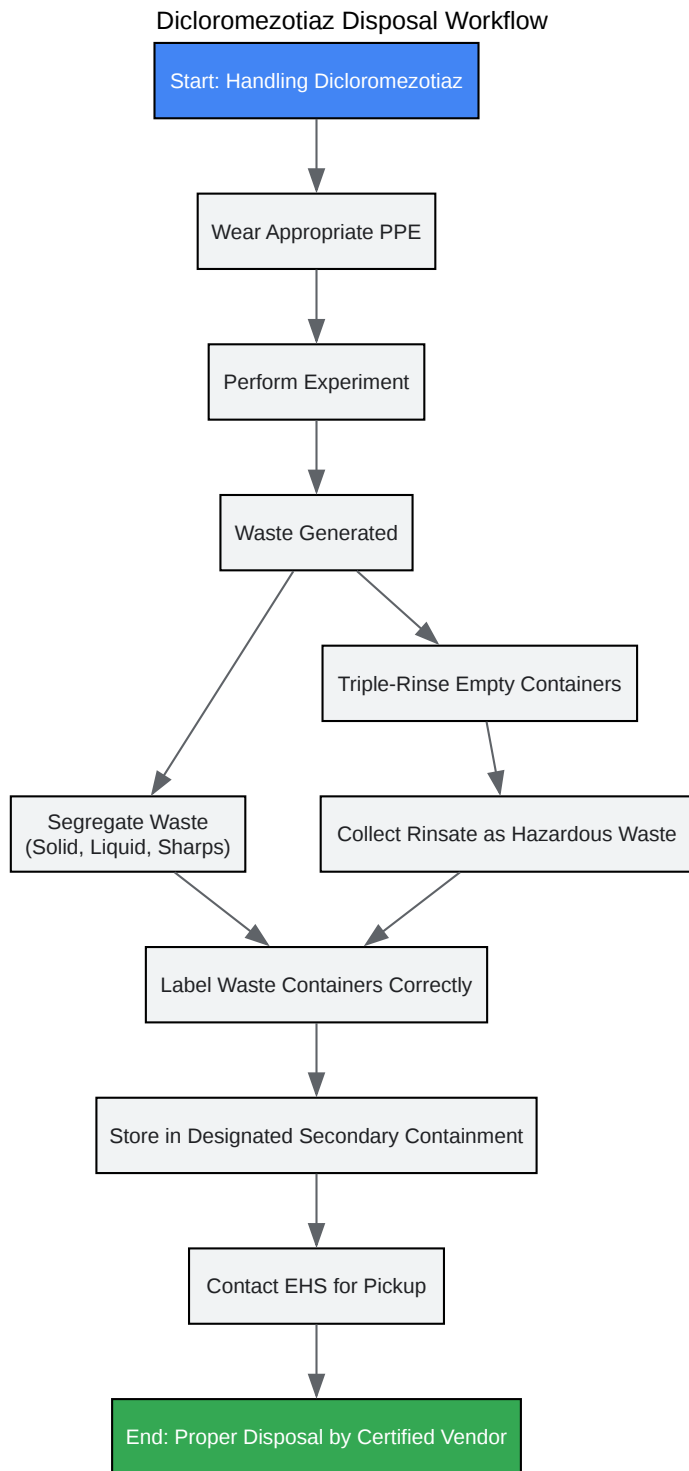 Dicloromezotiaz Disposal Workflow
Start: Handling Dicloromezotiaz
Wear Appropriate PPE
Perform Experiment
Waste Generated
Triple-Rinse Empty Containers
Segregate Waste
(Solid, Liquid, Sharps)
Collect Rinsate as Hazardous Waste
Label Waste Containers Correctly
Store in Designated Secondary Containment
Contact EHS for Pickup
End: Proper Disposal by Certified Vendor